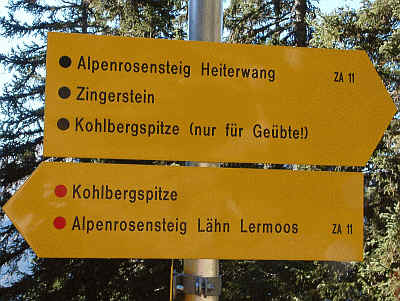 Alpenrosensteig Heiterwang ZA 11
Zingerstein
Kohlbergspitze (nur für Geübte!)
Kohlbergspitze
Alpenrosensteig Lähn Lermoos ZA 11